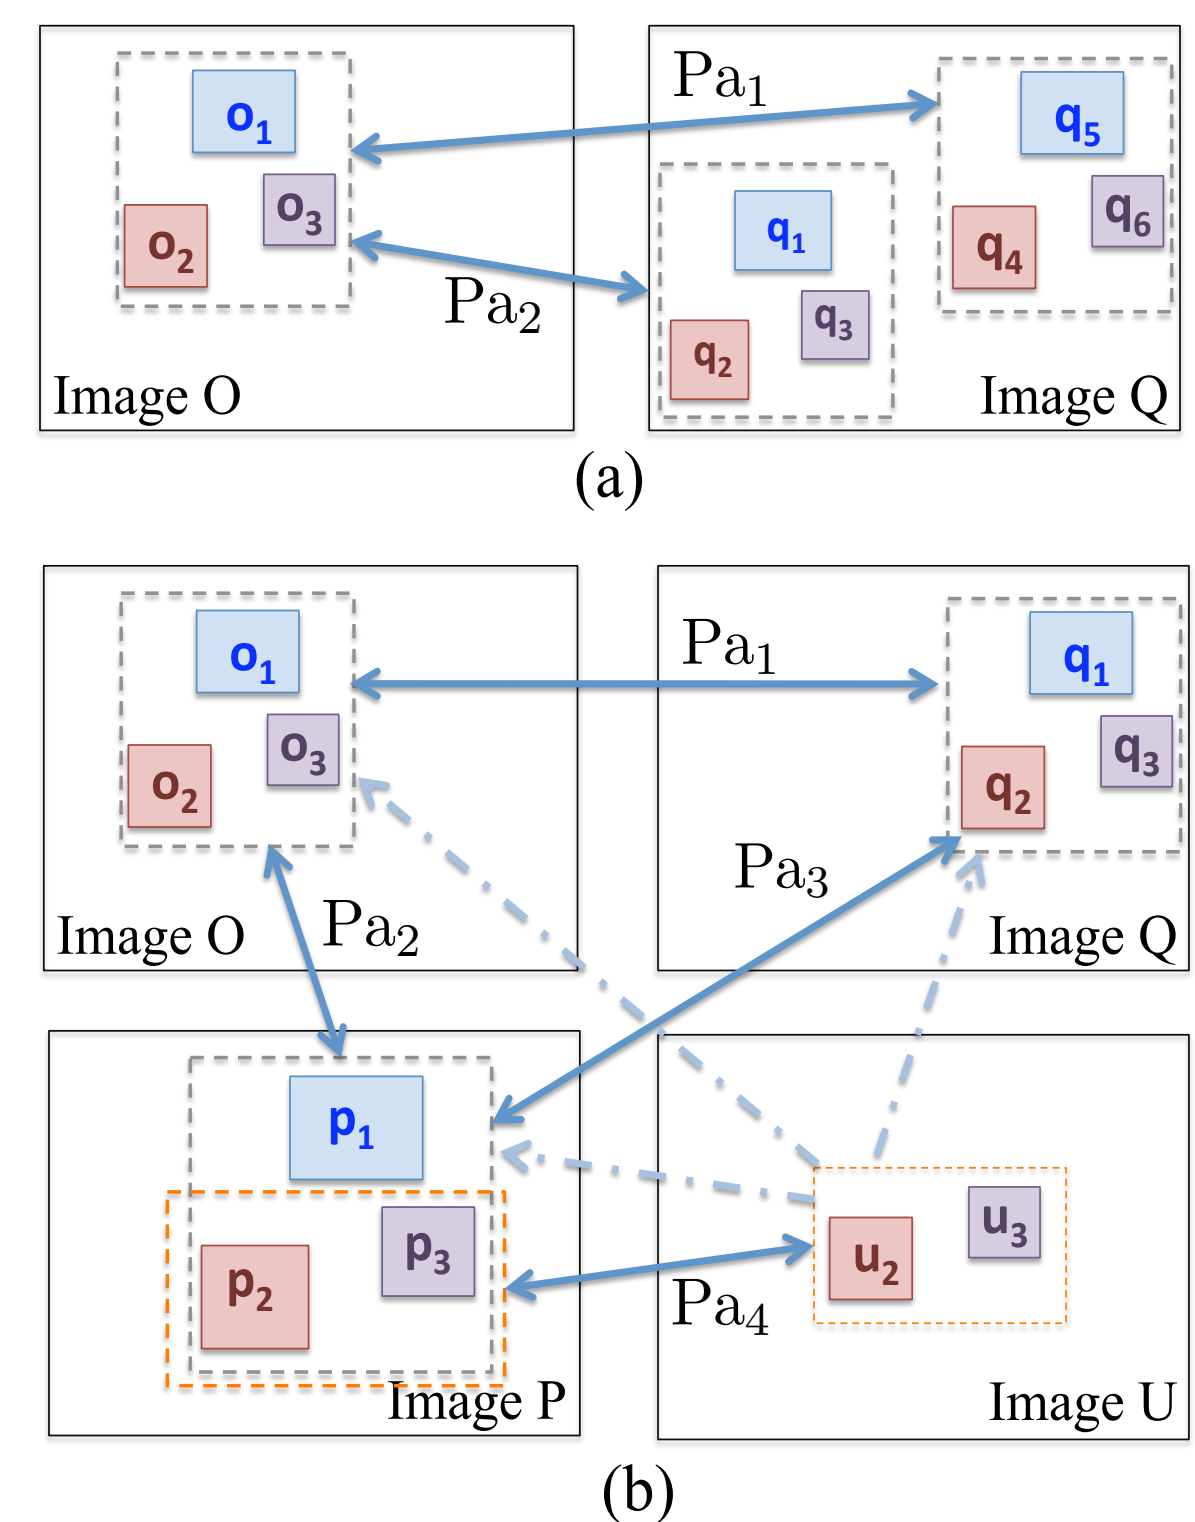 Pa₁
o₁
q₅
o₃
q₆
q₁
o₂
q₄
Pa₂
q₃
q₂
Image O
Image Q
(a)
Pa₁
o₁
q₁
o₃
q₃
o₂
q₂
Pa₃
Pa₂
Image O
Image Q
p₁
u₃
p₃
u₂
p₂
Pa₄
Image P
Image U
(b)